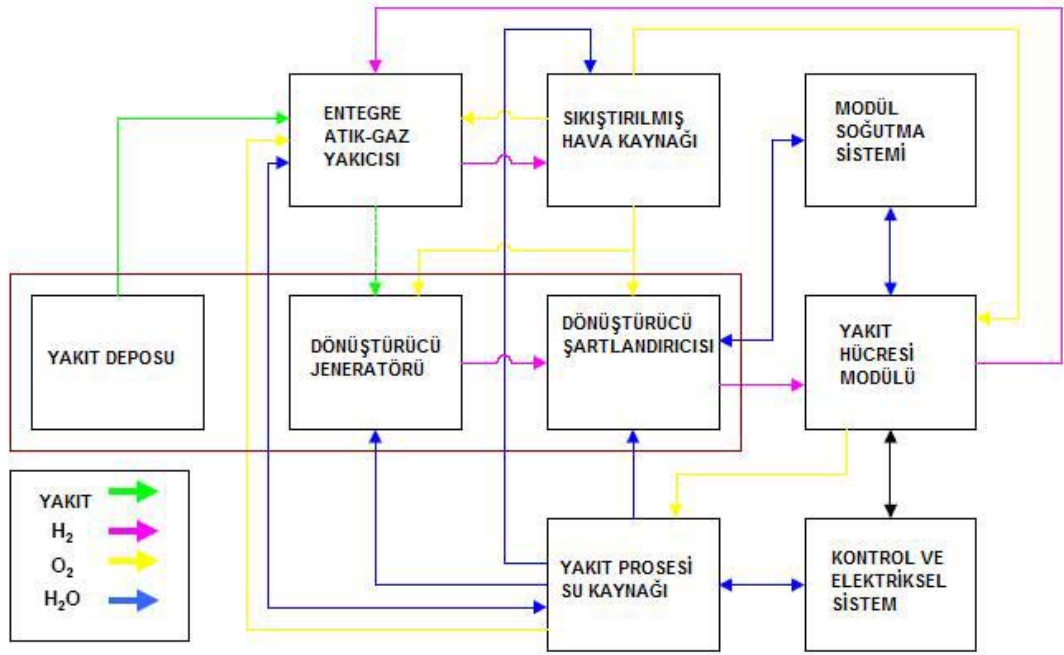 ENTEGRE
ATIK-GAZ
YAKICISI
SIKIŞTIRILMIŞ
HAVA KAYNAĞI
MODÜL
SOĞUTMA
SİSTEMİ
YAKIT DEPOSU
DÖNÜŞTÜRÜCÜ
JENERATÖRÜ
DÖNÜŞTÜRÜCÜ
ŞARTLANDIRICISI
YAKIT
HÜCRESİ
MODÜLÜ
YAKIT
H2
O2
H2O
YAKIT PROSESİ
SU KAYNAĞI
KONTROL VE
ELEKTRİKSEL
SİSTEM